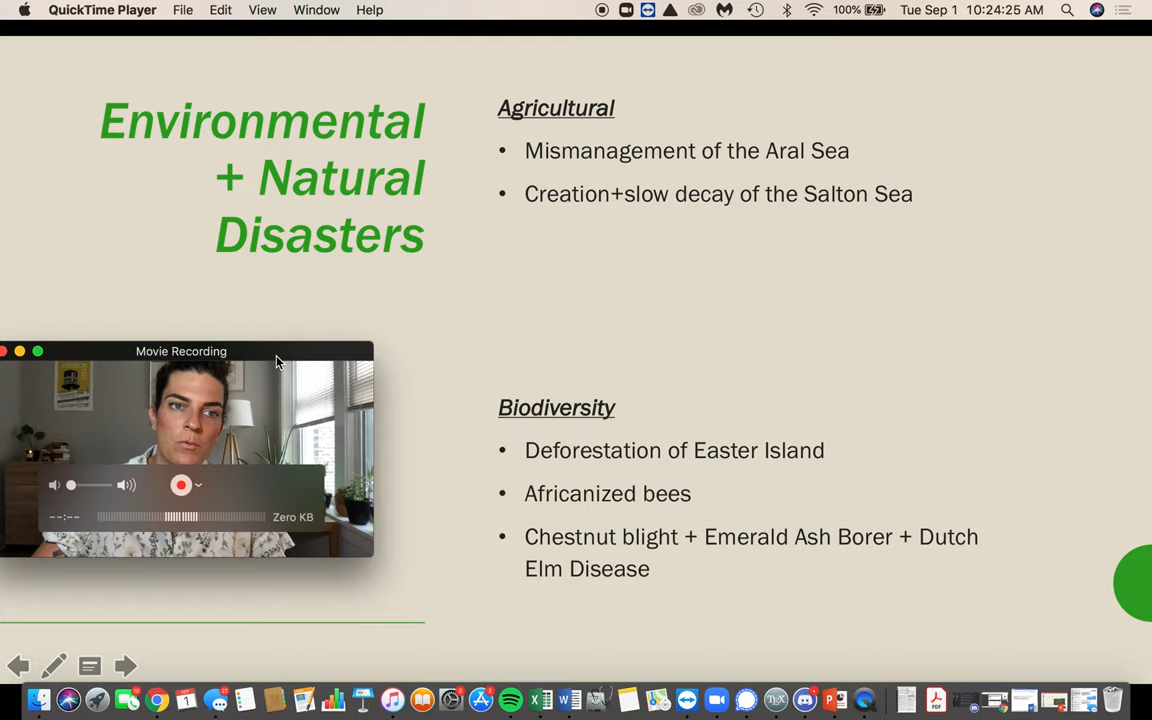 QuickTime Player File Edit View Window Help 100% Tue Sep 1 10:24:25 AM
Environmental
+ Natural
Disasters
Agricultural
• Mismanagement of the Aral Sea
• Creation+slow decay of the Salton Sea
Movie Recording
--:-- Zero KB
Biodiversity
• Deforestation of Easter Island
• Africanized bees
• Chestnut blight + Emerald Ash Borer + Dutch
Elm Disease